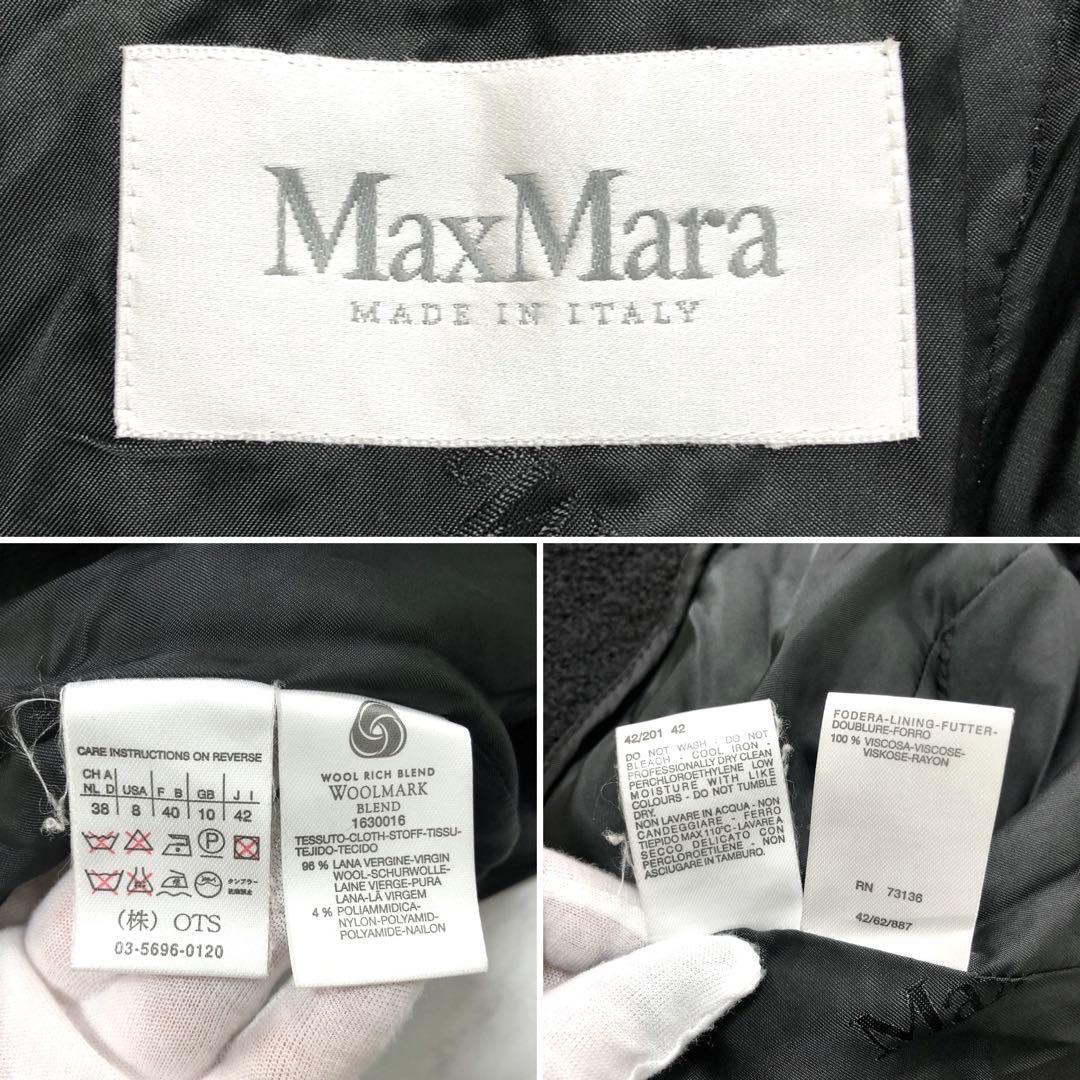 MaxMara
MADE IN ITALY
CARE INSTRUCTIONS ON REVERSE
CH A USA F B GB J I
NL D
38 8 40 10 42
P
タンブラー
乾燥禁止
(株) OTS
03-5696-0120
WOOL RICH BLEND
WOOLMARK
BLEND
1630016
TESSUTO-CLOTH-STOFF-TISSU-
TEJIDO-TECIDO
96 % LANA VERGINE-VIRGIN
WOOL-SCHURWOLLE-
LAINE VIERGE-PURA
LANA-LÃ VIRGEM
4 % POLIAMMIDICA-
NYLON-POLYAMID-
POLYAMIDE-NAILON
42/201 42
DO NOT WASH - DO NOT
BLEACH - COOL IRON -
PROFESSIONALLY DRY CLEAN
PERCHLOROETHYLENE LOW
MOISTURE WITH LIKE
COLOURS - DO NOT TUMBLE
DRY.
NON LAVARE IN ACQUA - NON
CANDEGGIARE - FERRO
TIEPIDO MAX 110°C - LAVARE A
SECCO DELICATO CON
PERCLOROETILENE - NON
ASCIUGARE IN TAMBURO.
FODERA-LINING-FUTTER-
DOUBLURE-FORRO
100 % VISCOSA-VISCOSE-
VISKOSE-RAYON
RN 73136
42/62/887
Max